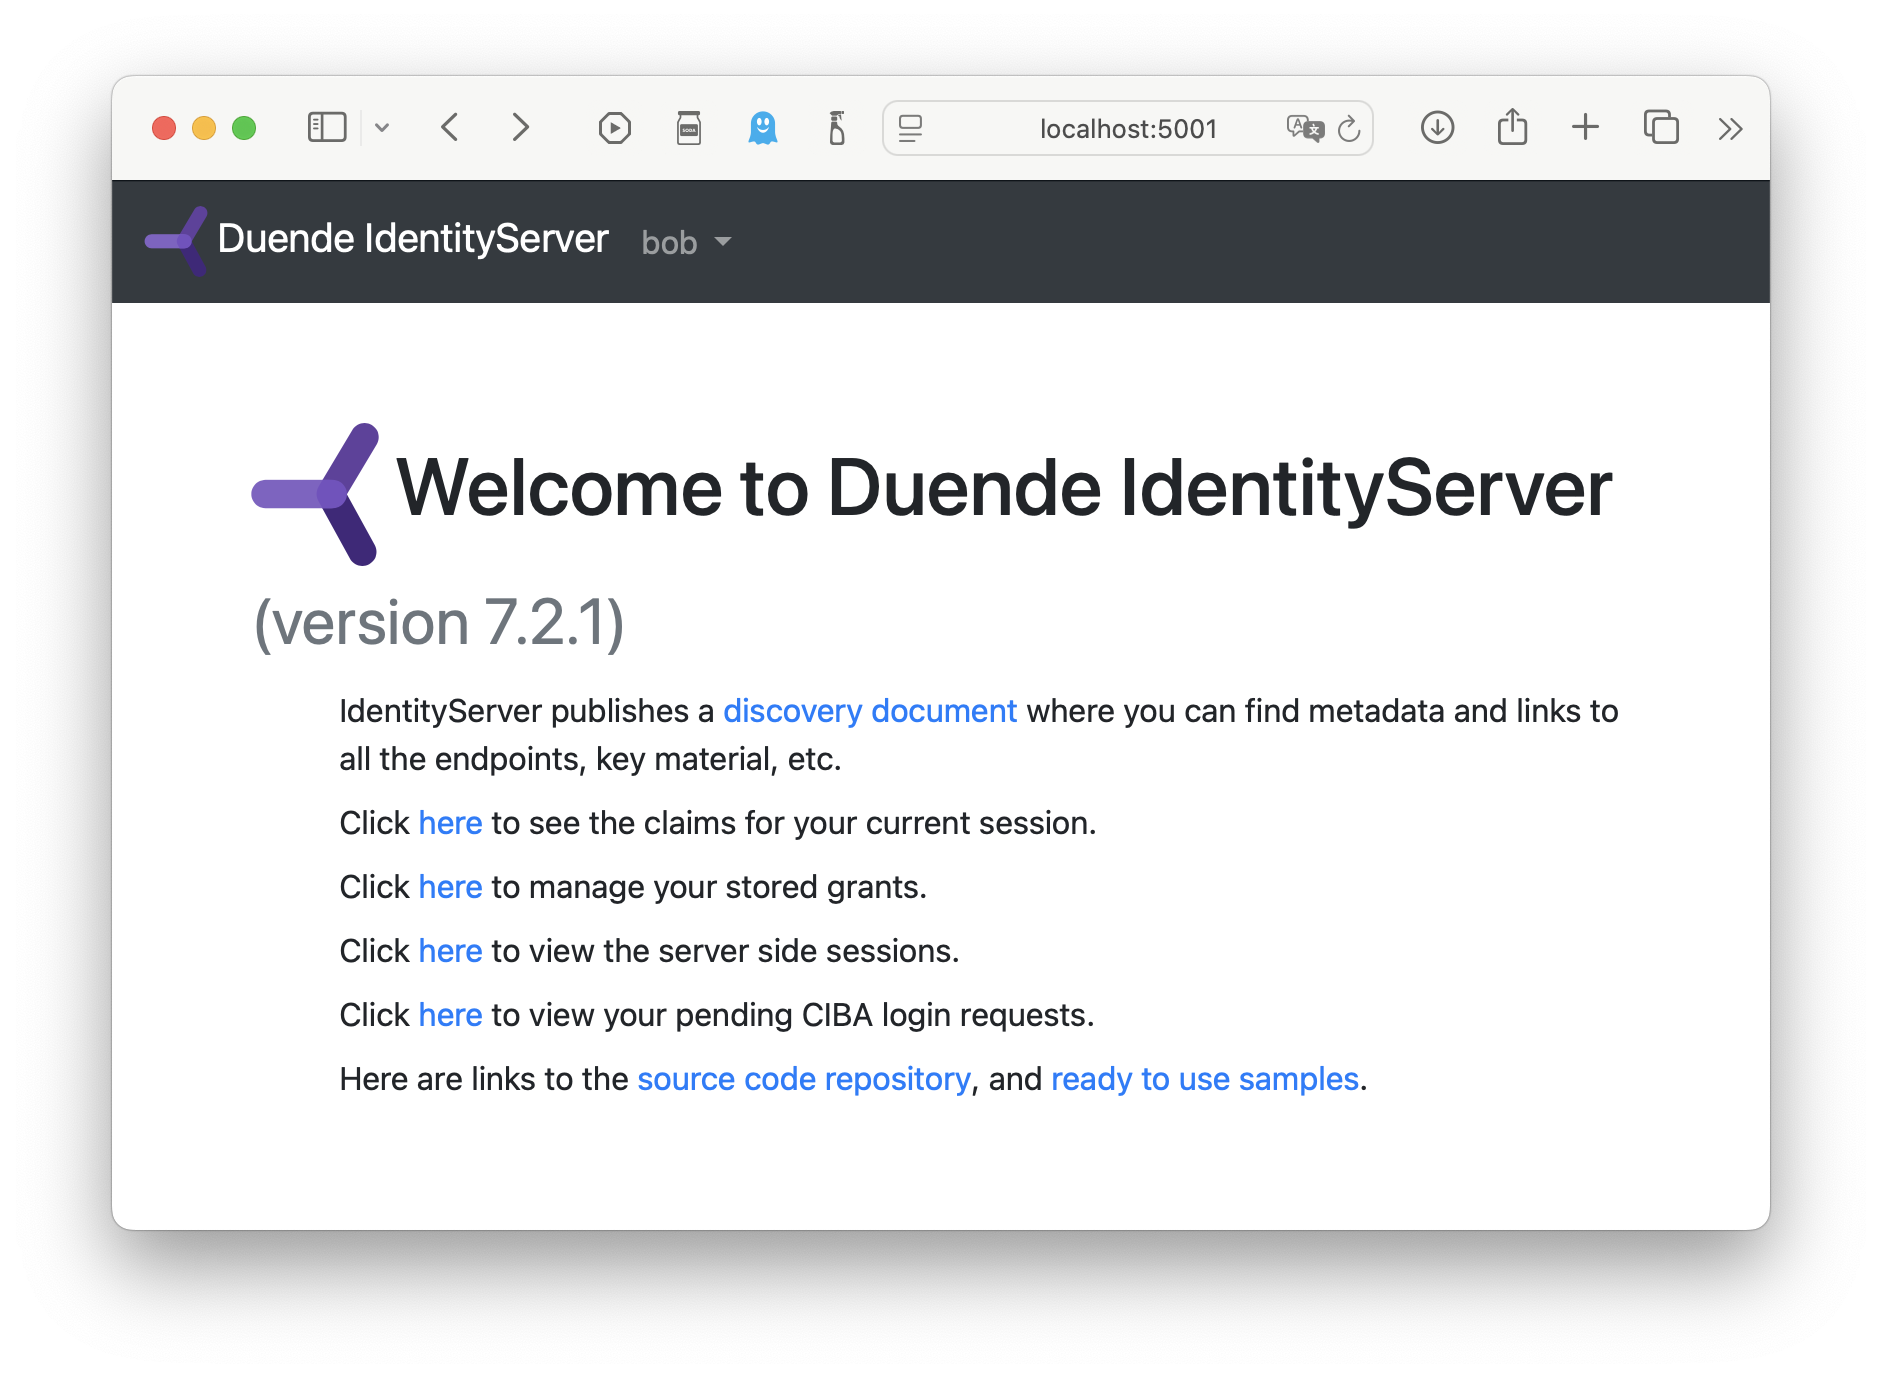 localhost:5001
Duende IdentityServer bob
Welcome to Duende IdentityServer
(version 7.2.1)
IdentityServer publishes a discovery document where you can find metadata and links to
all the endpoints, key material, etc.
Click here to see the claims for your current session.
Click here to manage your stored grants.
Click here to view the server side sessions.
Click here to view your pending CIBA login requests.
Here are links to the source code repository, and ready to use samples.